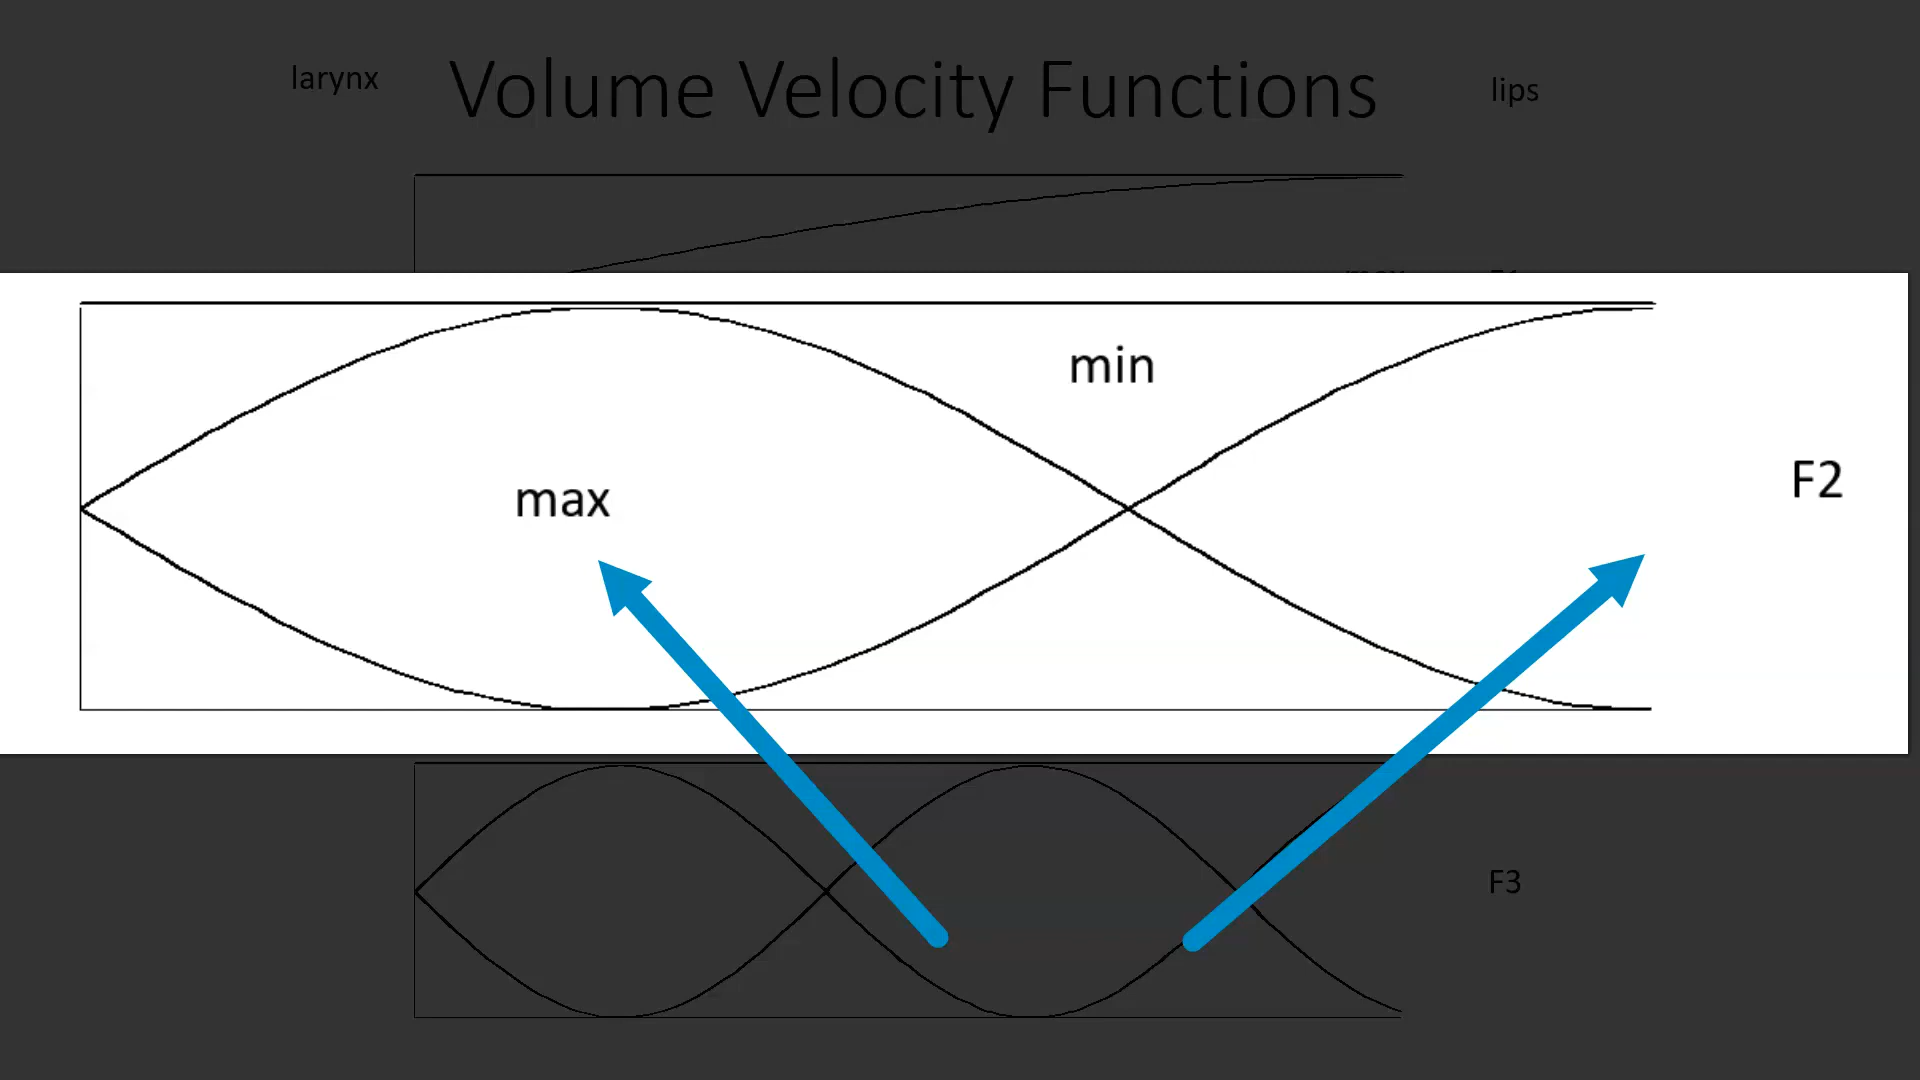 larynx
Volume Velocity Functions
lips
min
max
F2
F3